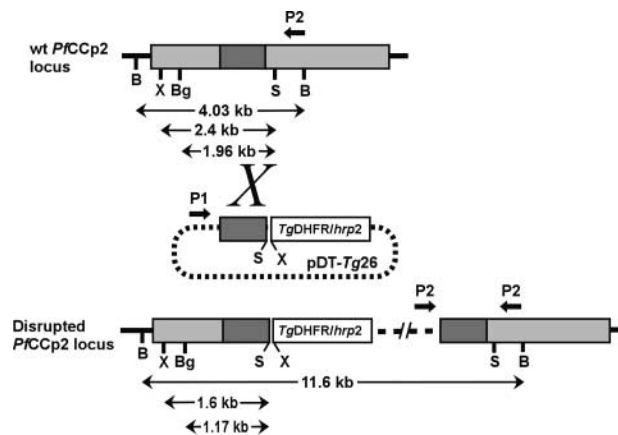 P2
wt PfCCp2
locus
B
X
Bg
S
B
4.03 kb
2.4 kb
1.96 kb
P1
TgDHFR/hrp2
S
X
pDT-Tg26
P2
P2
Disrupted
PfCCp2 locus
TgDHFR/hrp2
//
B
X
Bg
S
X
S
B
11.6 kb
1.6 kb
1.17 kb